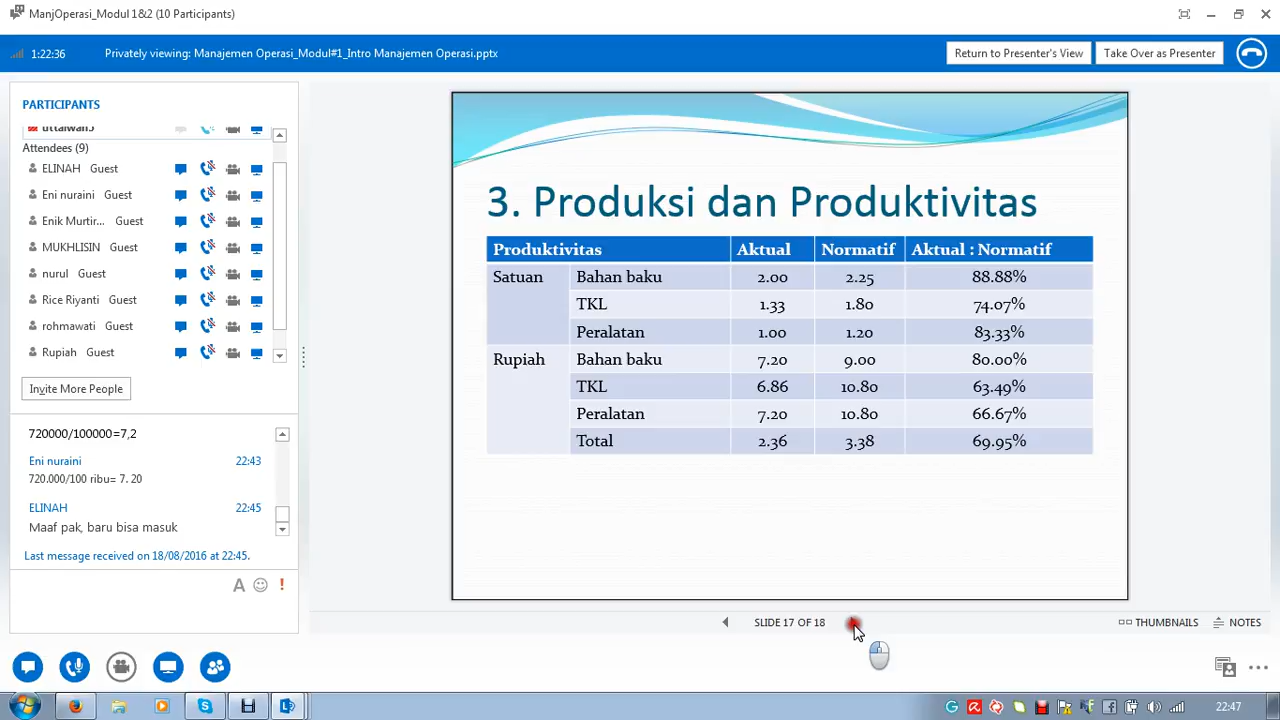 ManjOperasi_Modul 1&2 (10 Participants)
1:22:36 Privately viewing: Manajemen Operasi_Modul#1_Intro Manajemen Operasi.pptx
Return to Presenter's View Take Over as Presenter
PARTICIPANTS
Attendees (9)
ELINAH Guest
Eni nuraini Guest
Enik Murtir... Guest
MUKHLISIN Guest
nurul Guest
Rice Riyanti Guest
rohmawati Guest
Rupiah Guest
Invite More People
720000/100000=7,2
Eni nuraini 22:43
720.000/100 ribu= 7. 20
ELINAH 22:45
Maaf pak, baru bisa masuk
Last message received on 18/08/2016 at 22:45.
A !
3. Produksi dan Produktivitas
Produktivitas Aktual Normatif Aktual : Normatif
Satuan Bahan baku 2.00 2.25 88.88%
TKL 1.33 1.80 74.07%
Peralatan 1.00 1.20 83.33%
Rupiah Bahan baku 7.20 9.00 80.00%
TKL 6.86 10.80 63.49%
Peralatan 7.20 10.80 66.67%
Total 2.36 3.38 69.95%
SLIDE 17 OF 18
THUMBNAILS NOTES
22:47